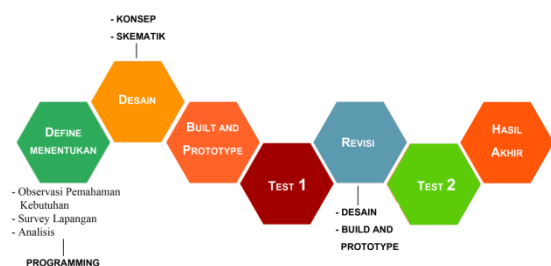 - KONSEP
- SKEMATIK
DESAIN
DEFINE
MENENTUKAN
BUILT AND
PROTOTYPE
TEST 1
REVISI
TEST 2
HASIL
AKHIR
- Observasi Pemahaman
Kebutuhan
- Survey Lapangan
- Analisis
PROGRAMMING
- DESAIN
- BUILD AND
PROTOTYPE